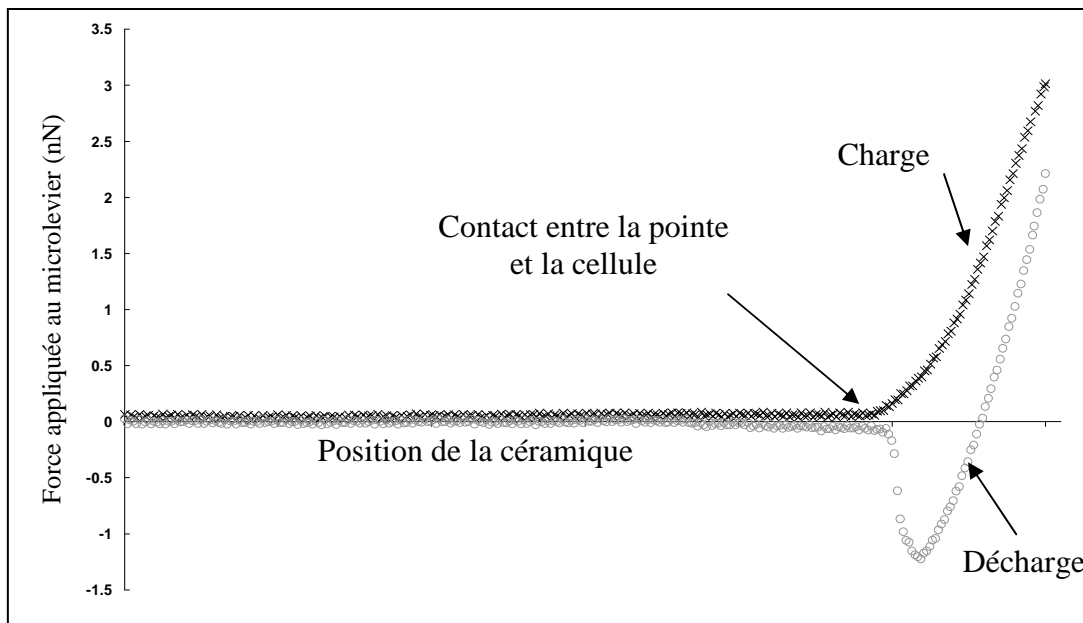 3.5
3
2.5
2
1.5
1
0.5
0
-0.5
-1
-1.5
Force appliquée au microlevier (nN)
Charge
Contact entre la pointe
et la cellule
Position de la céramique
Décharge